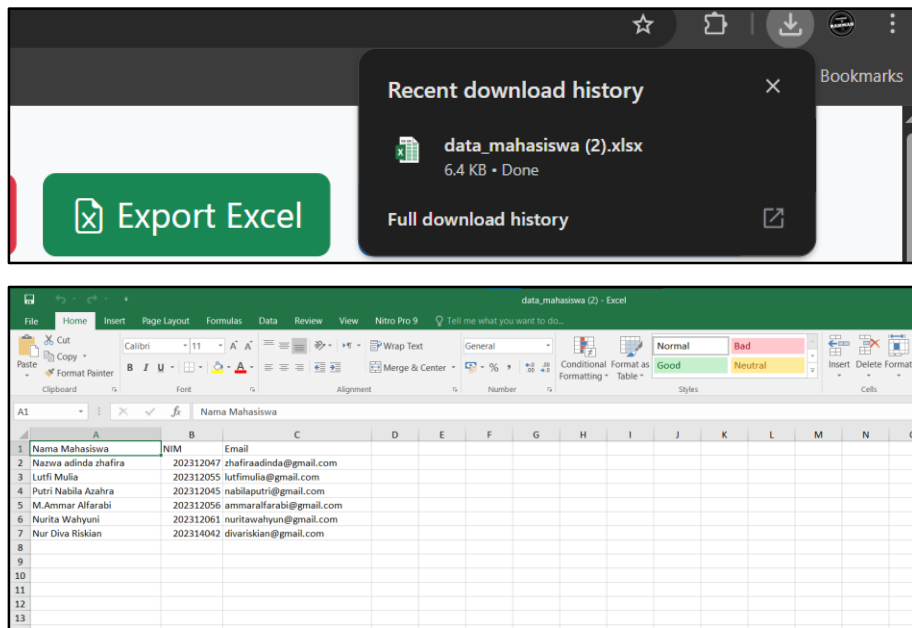 Bookmarks
Recent download history
data_mahasiswa (2).xlsx
6.4 KB • Done
Full download history
Export Excel
data_mahasiswa (2) - Excel
File Home Insert Page Layout Formulas Data Review View Nitro Pro 9 Tell me what you want to do...
Cut
Copy
Format Painter
Paste
Clipboard
Calibri 11
B I U
Font
Wrap Text
Merge & Center
Alignment
General
Number
Conditional Formatting
Format as Table
Normal Bad
Good Neutral
Styles
Insert Delete Format
Cells
A1 fx Nama Mahasiswa
A B C D E F G H I J K L M N
1 Nama Mahasiswa NIM Email
2 Nazwa adinda zhafira 202312047 zhafiraadinda@gmail.com
3 Lutfi Mulia 202312055 lutfimulia@gmail.com
4 Putri Nabila Azahra 202312045 nabilaputri@gmail.com
5 M.Ammar Alfarabi 202312056 ammaralfarabi@gmail.com
6 Nurita Wahyuni 202312061 nuritawahyun@gmail.com
7 Nur Diva Riskian 202314042 divariskian@gmail.com
8
9
10
11
12
13